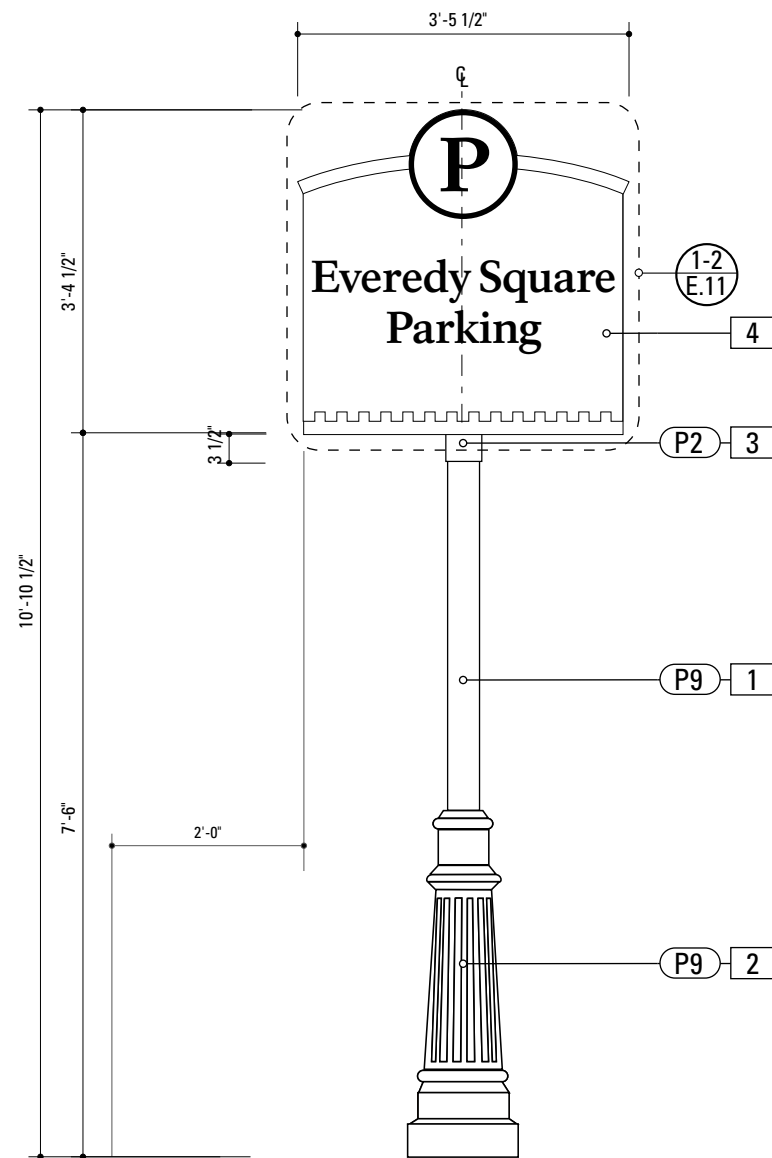 3'-5 1/2"
℄
P
Everedy Square
Parking
1-2
E.11
4
3'-4 1/2"
3 1/2"
P2 3
10'-10 1/2"
P9 1
7'-6"
2'-0"
P9 2